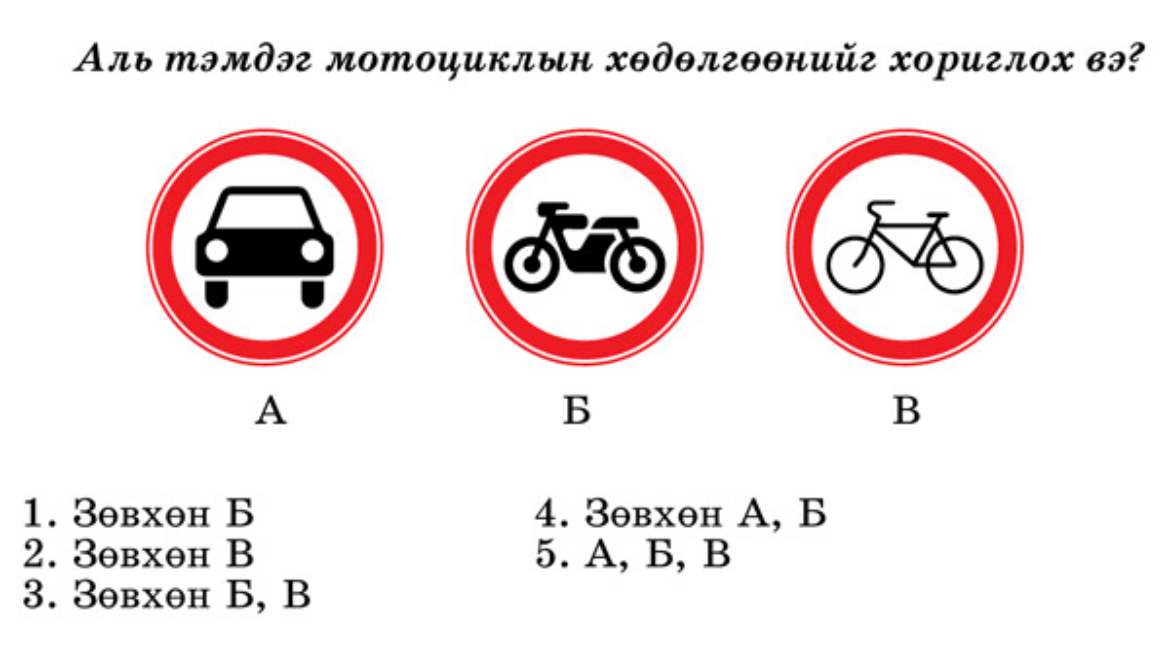 Аль тэмдэг мотоциклын хөдөлгөөнийг хориглох вэ?
А Б В
1. Зөвхөн Б
2. Зөвхөн В
3. Зөвхөн Б, В
4. Зөвхөн А, Б
5. А, Б, В